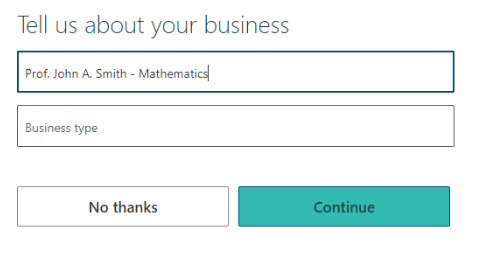 Tell us about your business
Prof. John A. Smith - Mathematics
Business type
No thanks
Continue